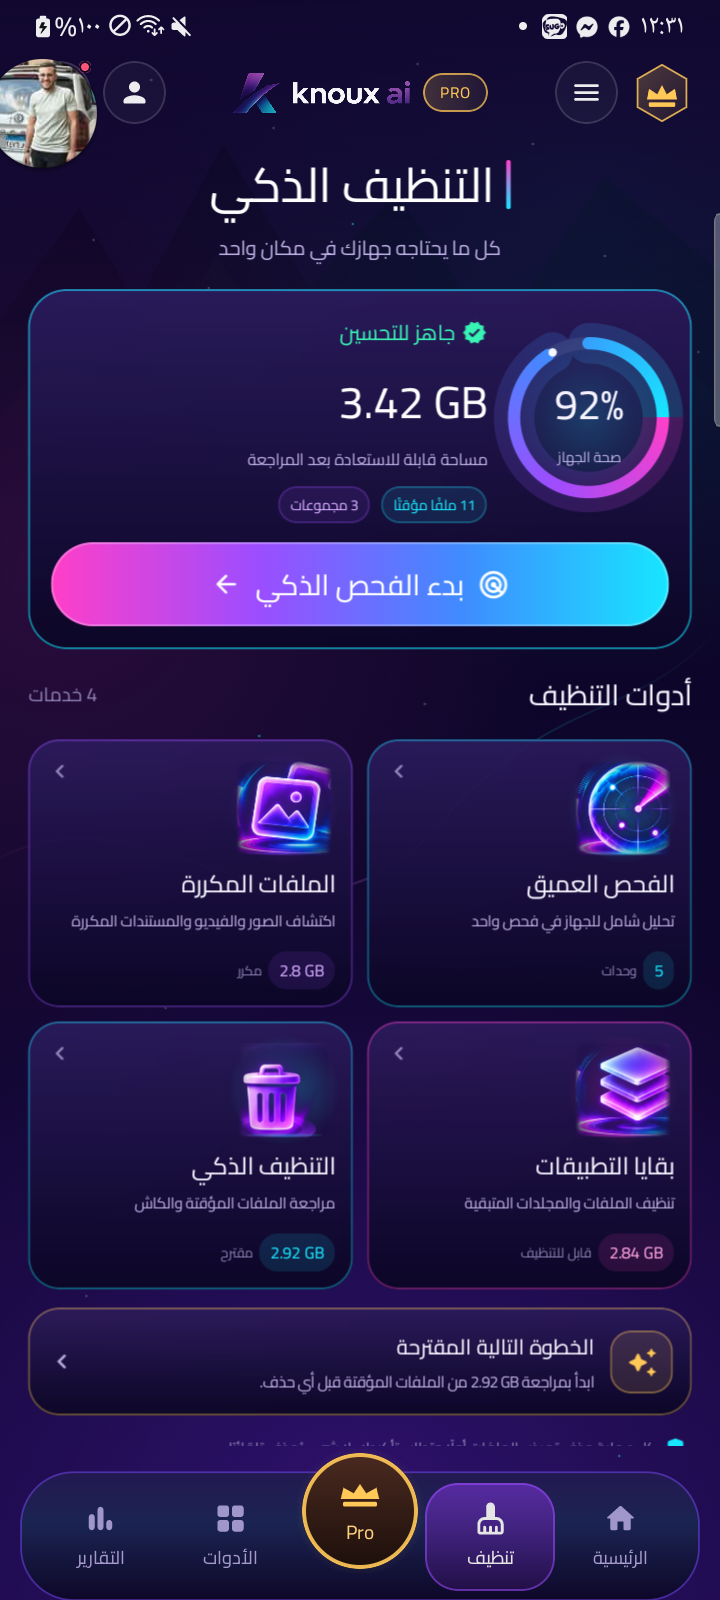 %١٠٠
١٢:٣١
knoux ai PRO
التنظيف الذكي
كل ما يحتاجه جهازك في مكان واحد
جاهز للتحسين
92%
3.42 GB
صحة الجهاز
مساحة قابلة للاستعادة بعد المراجعة
11 ملفًا مؤقتًا
3 مجموعات
بدء الفحص الذكي
أدوات التنظيف
4 خدمات
الفحص العميق
تحليل شامل للجهاز في فحص واحد
5 وحدات
الملفات المكررة
اكتشاف الصور والفيديو والمستندات المكررة
2.8 GB مكرر
بقايا التطبيقات
تنظيف الملفات والمجلدات المتبقية
2.84 GB قابل للتنظيف
التنظيف الذكي
مراجعة الملفات المؤقتة والكاش
2.92 GB مقترح
الخطوة التالية المقترحة
ابدأ بمراجعة 2.92 GB من الملفات المؤقتة قبل أي حذف.
الرئيسية
تنظيف
Pro
الأدوات
التقارير